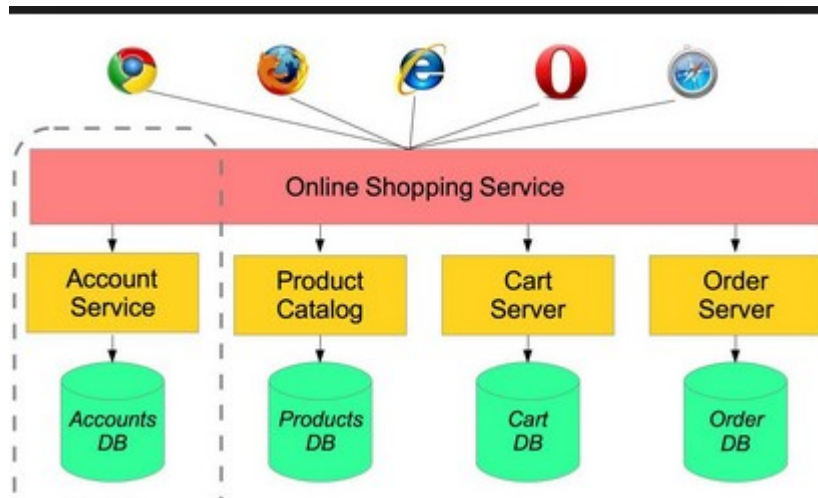 Online Shopping Service
Account
Service
Product
Catalog
Cart
Server
Order
Server
Accounts
DB
Products
DB
Cart
DB
Order
DB